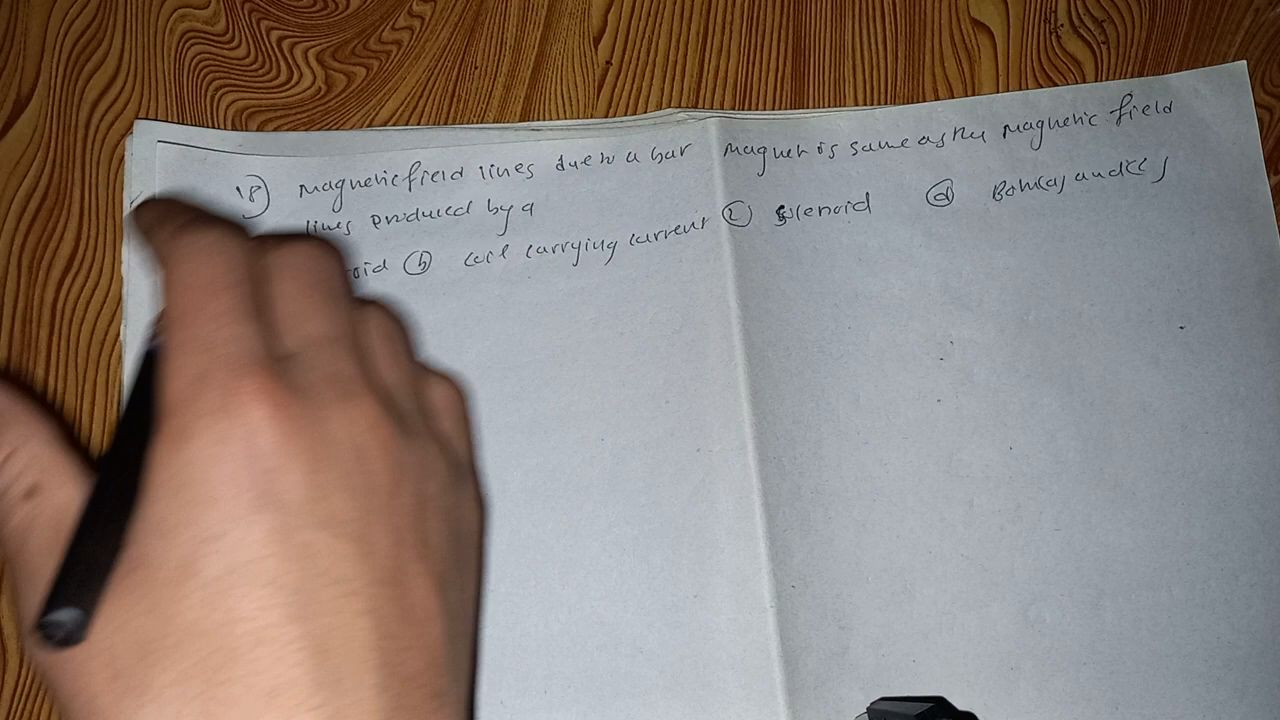 18) Magnetic field lines due to a bar magnet is same as the magnetic field
lines produced by a
oid (b) coil carrying current (c) solenoid (d) Both (a) and (c)